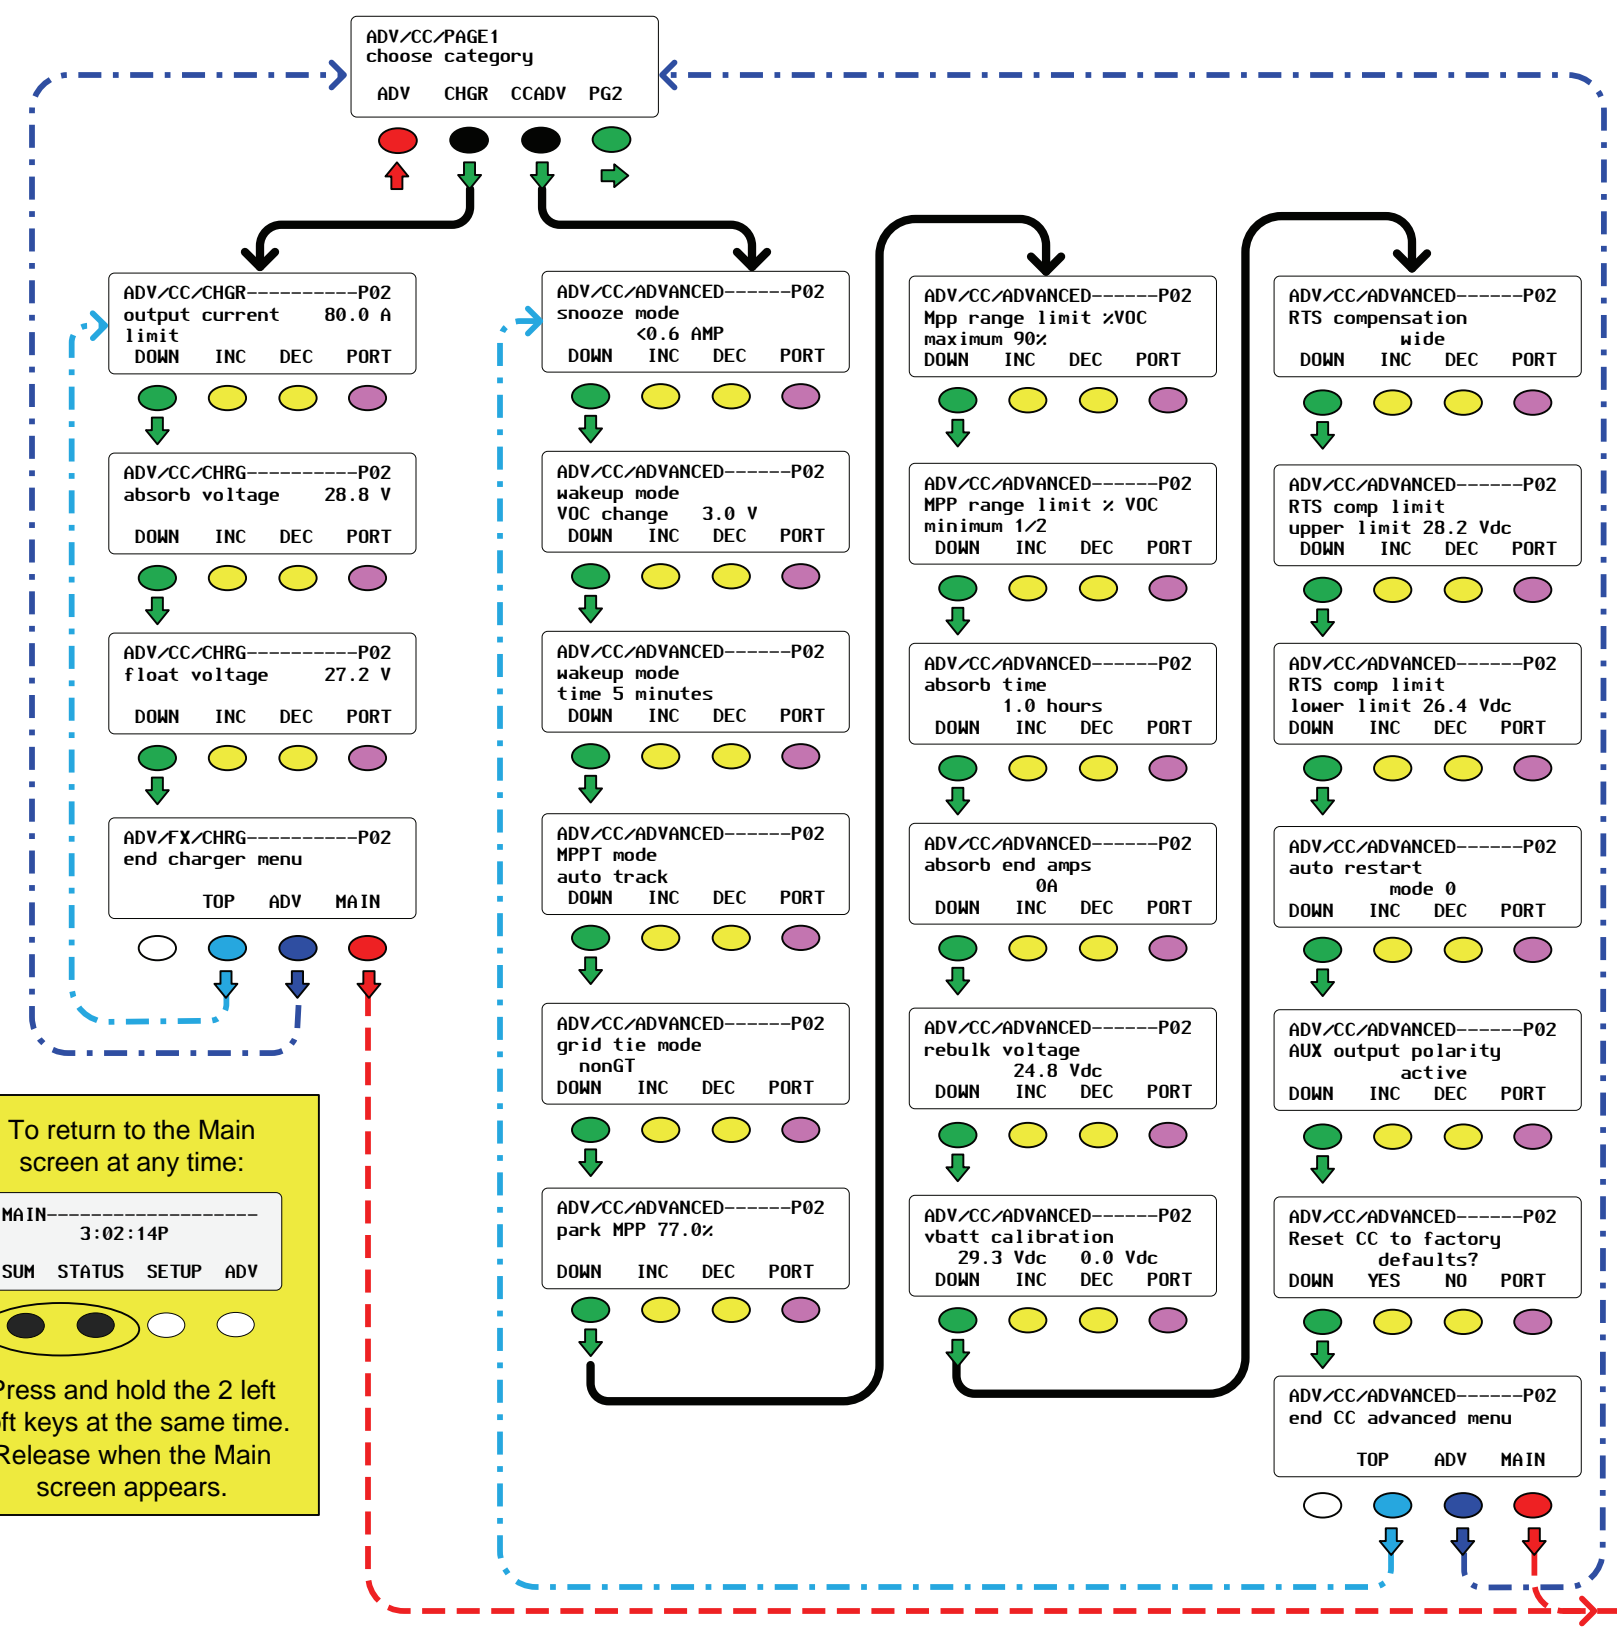 ADV/CC/PAGE1
choose category
ADV CHGR CCADV PG2
ADV/CC/CHGR----------P02
output current 80.0 A
limit
DOWN INC DEC PORT
ADV/CC/CHRG----------P02
absorb voltage 28.8 V
DOWN INC DEC PORT
ADV/CC/CHRG----------P02
float voltage 27.2 V
DOWN INC DEC PORT
ADV/FX/CHRG----------P02
end charger menu
TOP ADV MAIN
To return to the Main
screen at any time:
MAIN-------------------
3:02:14P
SUM STATUS SETUP ADV
Press and hold the 2 left
oft keys at the same time.
Release when the Main
screen appears.
ADV/CC/ADVANCED------P02
snooze mode
<0.6 AMP
DOWN INC DEC PORT
ADV/CC/ADVANCED------P02
wakeup mode
VOC change 3.0 V
DOWN INC DEC PORT
ADV/CC/ADVANCED------P02
wakeup mode
time 5 minutes
DOWN INC DEC PORT
ADV/CC/ADVANCED------P02
MPPT mode
auto track
DOWN INC DEC PORT
ADV/CC/ADVANCED------P02
grid tie mode
nonGT
DOWN INC DEC PORT
ADV/CC/ADVANCED------P02
park MPP 77.0%
DOWN INC DEC PORT
ADV/CC/ADVANCED------P02
Mpp range limit %VOC
maximum 90%
DOWN INC DEC PORT
ADV/CC/ADVANCED------P02
MPP range limit % VOC
minimum 1/2
DOWN INC DEC PORT
ADV/CC/ADVANCED------P02
absorb time
1.0 hours
DOWN INC DEC PORT
ADV/CC/ADVANCED------P02
absorb end amps
0A
DOWN INC DEC PORT
ADV/CC/ADVANCED------P02
rebulk voltage
24.8 Vdc
DOWN INC DEC PORT
ADV/CC/ADVANCED------P02
vbatt calibration
29.3 Vdc 0.0 Vdc
DOWN INC DEC PORT
ADV/CC/ADVANCED------P02
RTS compensation
wide
DOWN INC DEC PORT
ADV/CC/ADVANCED------P02
RTS comp limit
upper limit 28.2 Vdc
DOWN INC DEC PORT
ADV/CC/ADVANCED------P02
RTS comp limit
lower limit 26.4 Vdc
DOWN INC DEC PORT
ADV/CC/ADVANCED------P02
auto restart
mode 0
DOWN INC DEC PORT
ADV/CC/ADVANCED------P02
AUX output polarity
active
DOWN INC DEC PORT
ADV/CC/ADVANCED------P02
Reset CC to factory
defaults?
DOWN YES NO PORT
ADV/CC/ADVANCED------P02
end CC advanced menu
TOP ADV MAIN